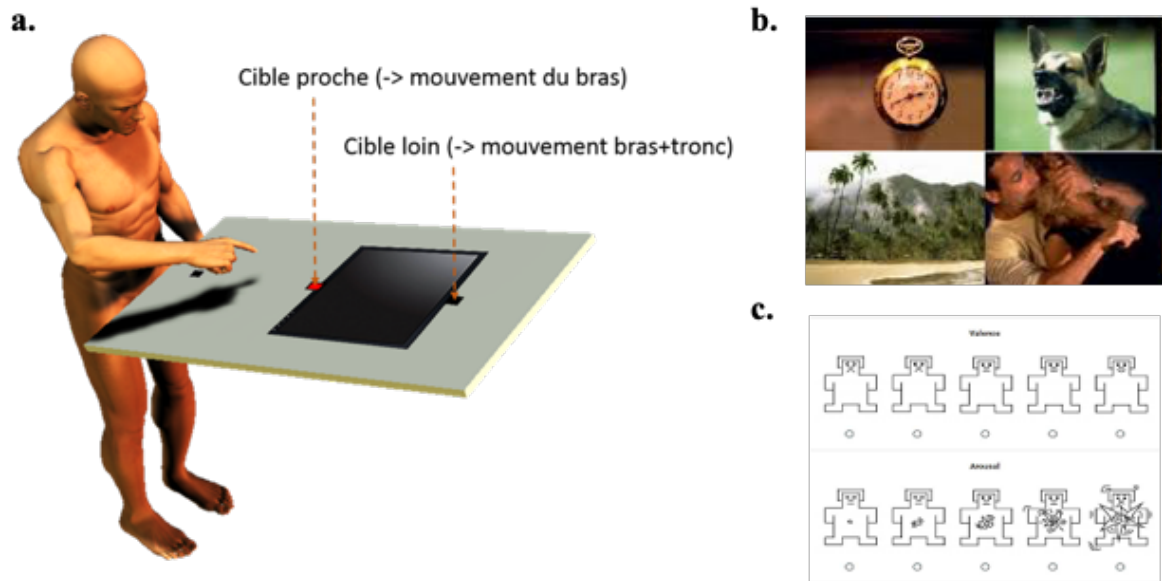 a.
Cible proche (-> mouvement du bras)
Cible loin (-> mouvement bras+tronc)
b.
c.
Valence
Arousal